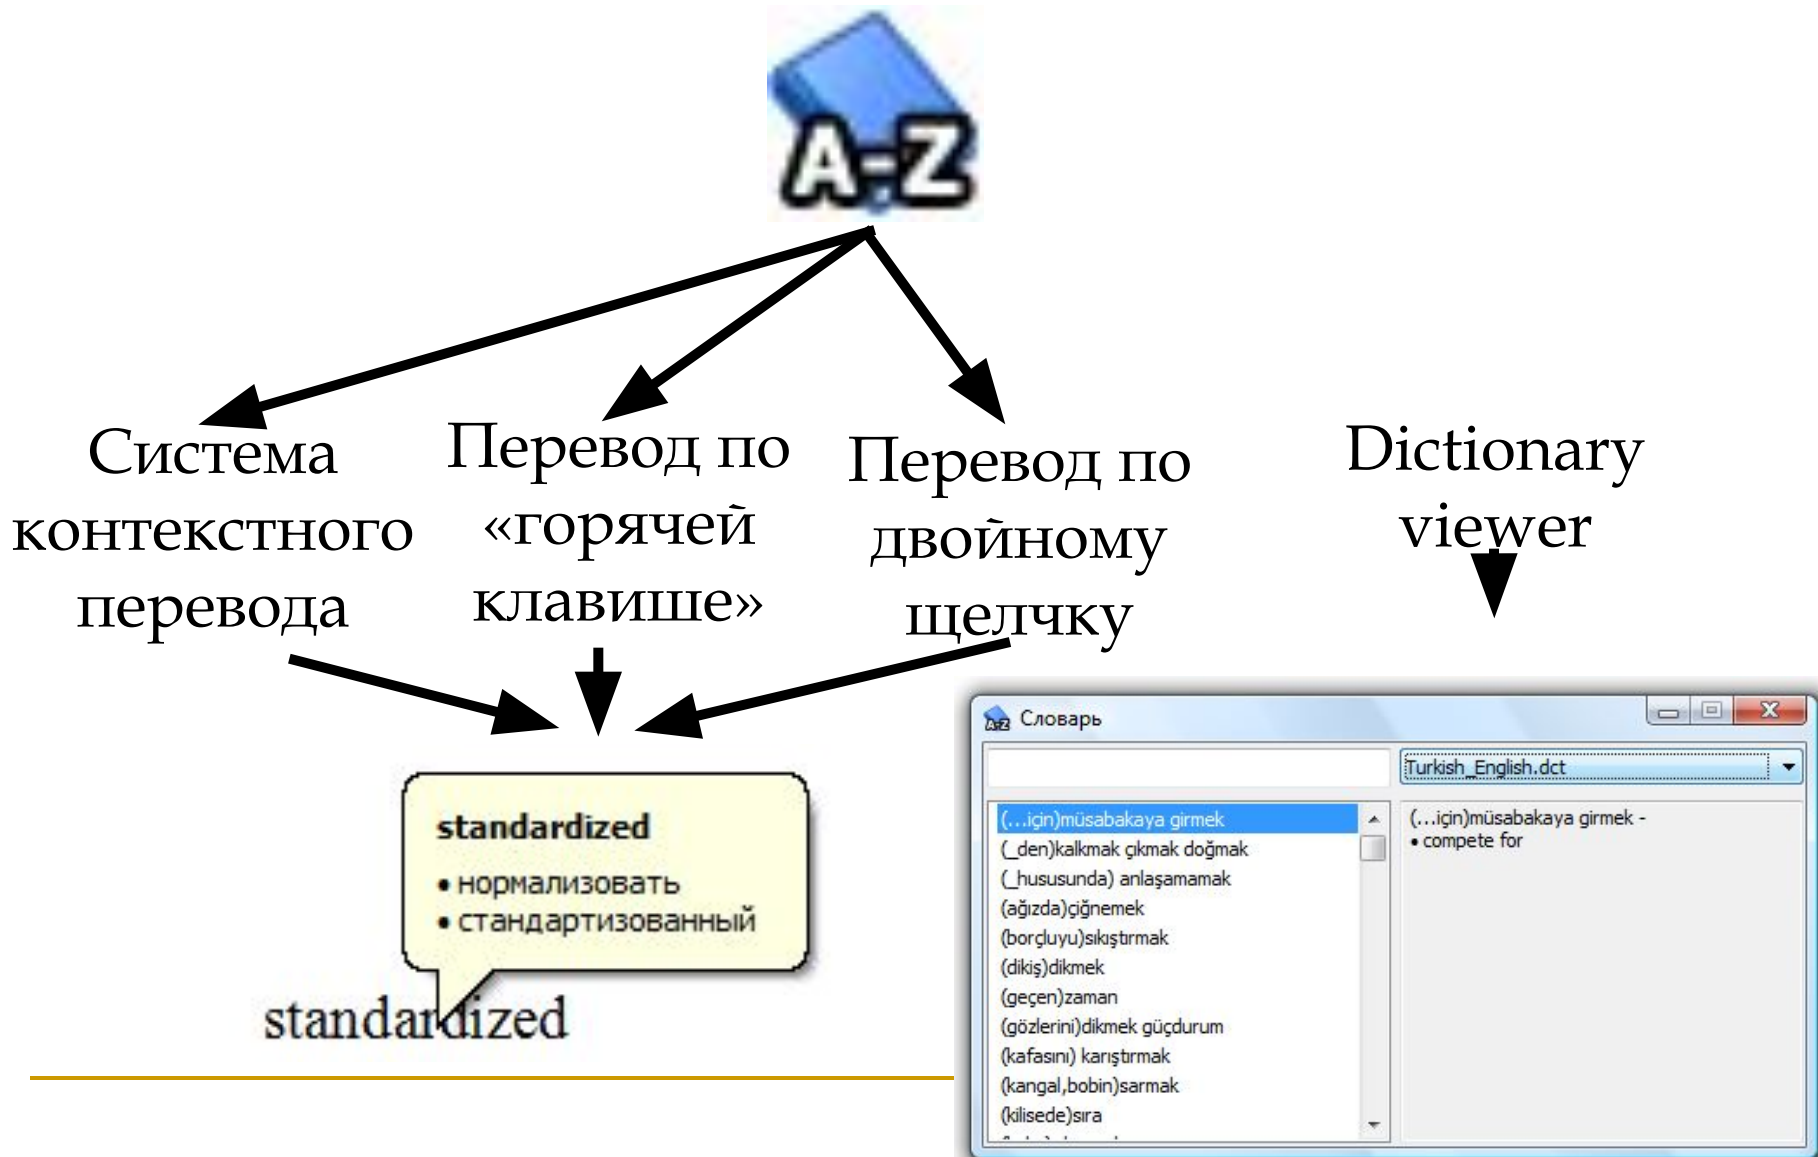 A-Z
Система
контекстного
перевода
Перевод по
«горячей
клавише»
Перевод по
двойному
щелчку
Dictionary
viewer
standardized
• нормализовать
• стандартизованный
standardized
A-Z Словарь
Turkish_English.dct
(...için)müsabakaya girmek
(_den)kalkmak çıkmak doğmak
(_hususunda) anlaşamamak
(ağızda)çiğnemek
(borçluyu)sıkıştırmak
(dikiş)dikmek
(geçen)zaman
(gözlerini)dikmek güçdurum
(kafasını) karıştırmak
(kangal,bobin)sarmak
(kilisede)sıra
(...için)müsabakaya girmek -
• compete for